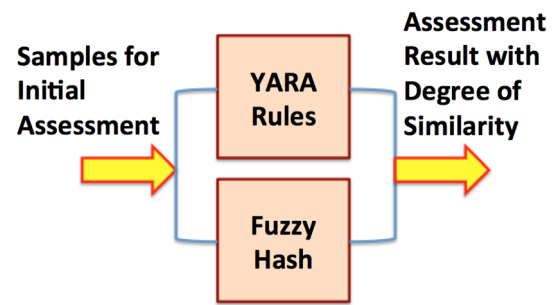 Samples for
Initial
Assessment
YARA
Rules
Fuzzy
Hash
Assessment
Result with
Degree of
Similarity